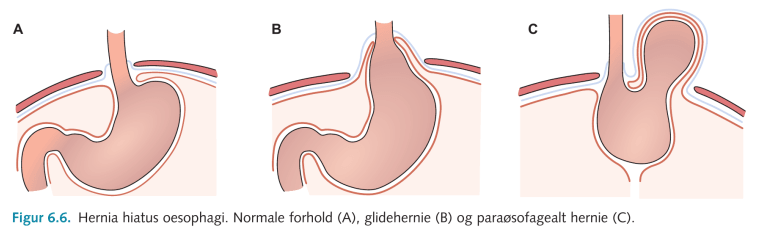 A
B
C
Figur 6.6. Hernia hiatus oesophagi. Normale forhold (A), glidehernie (B) og paraøsofagealt hernie (C).